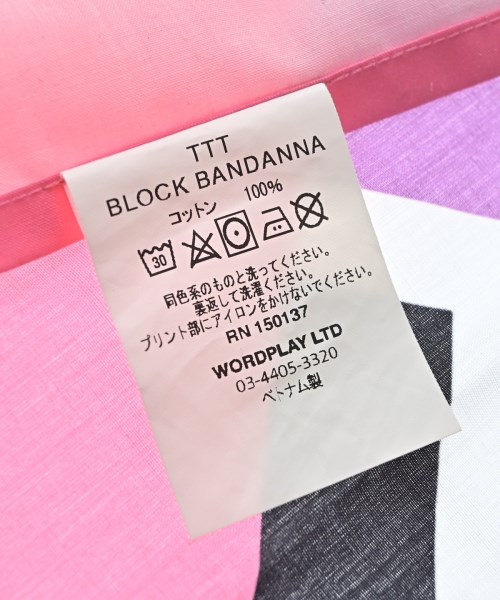 TTT
BLOCK BANDANNA
コットン 100%
30
同色系のものと洗ってください。
裏返して洗濯ください。
プリント部にアイロンをかけないでください。
RN 150137
WORDPLAY LTD
03-4405-3320
ベトナム製